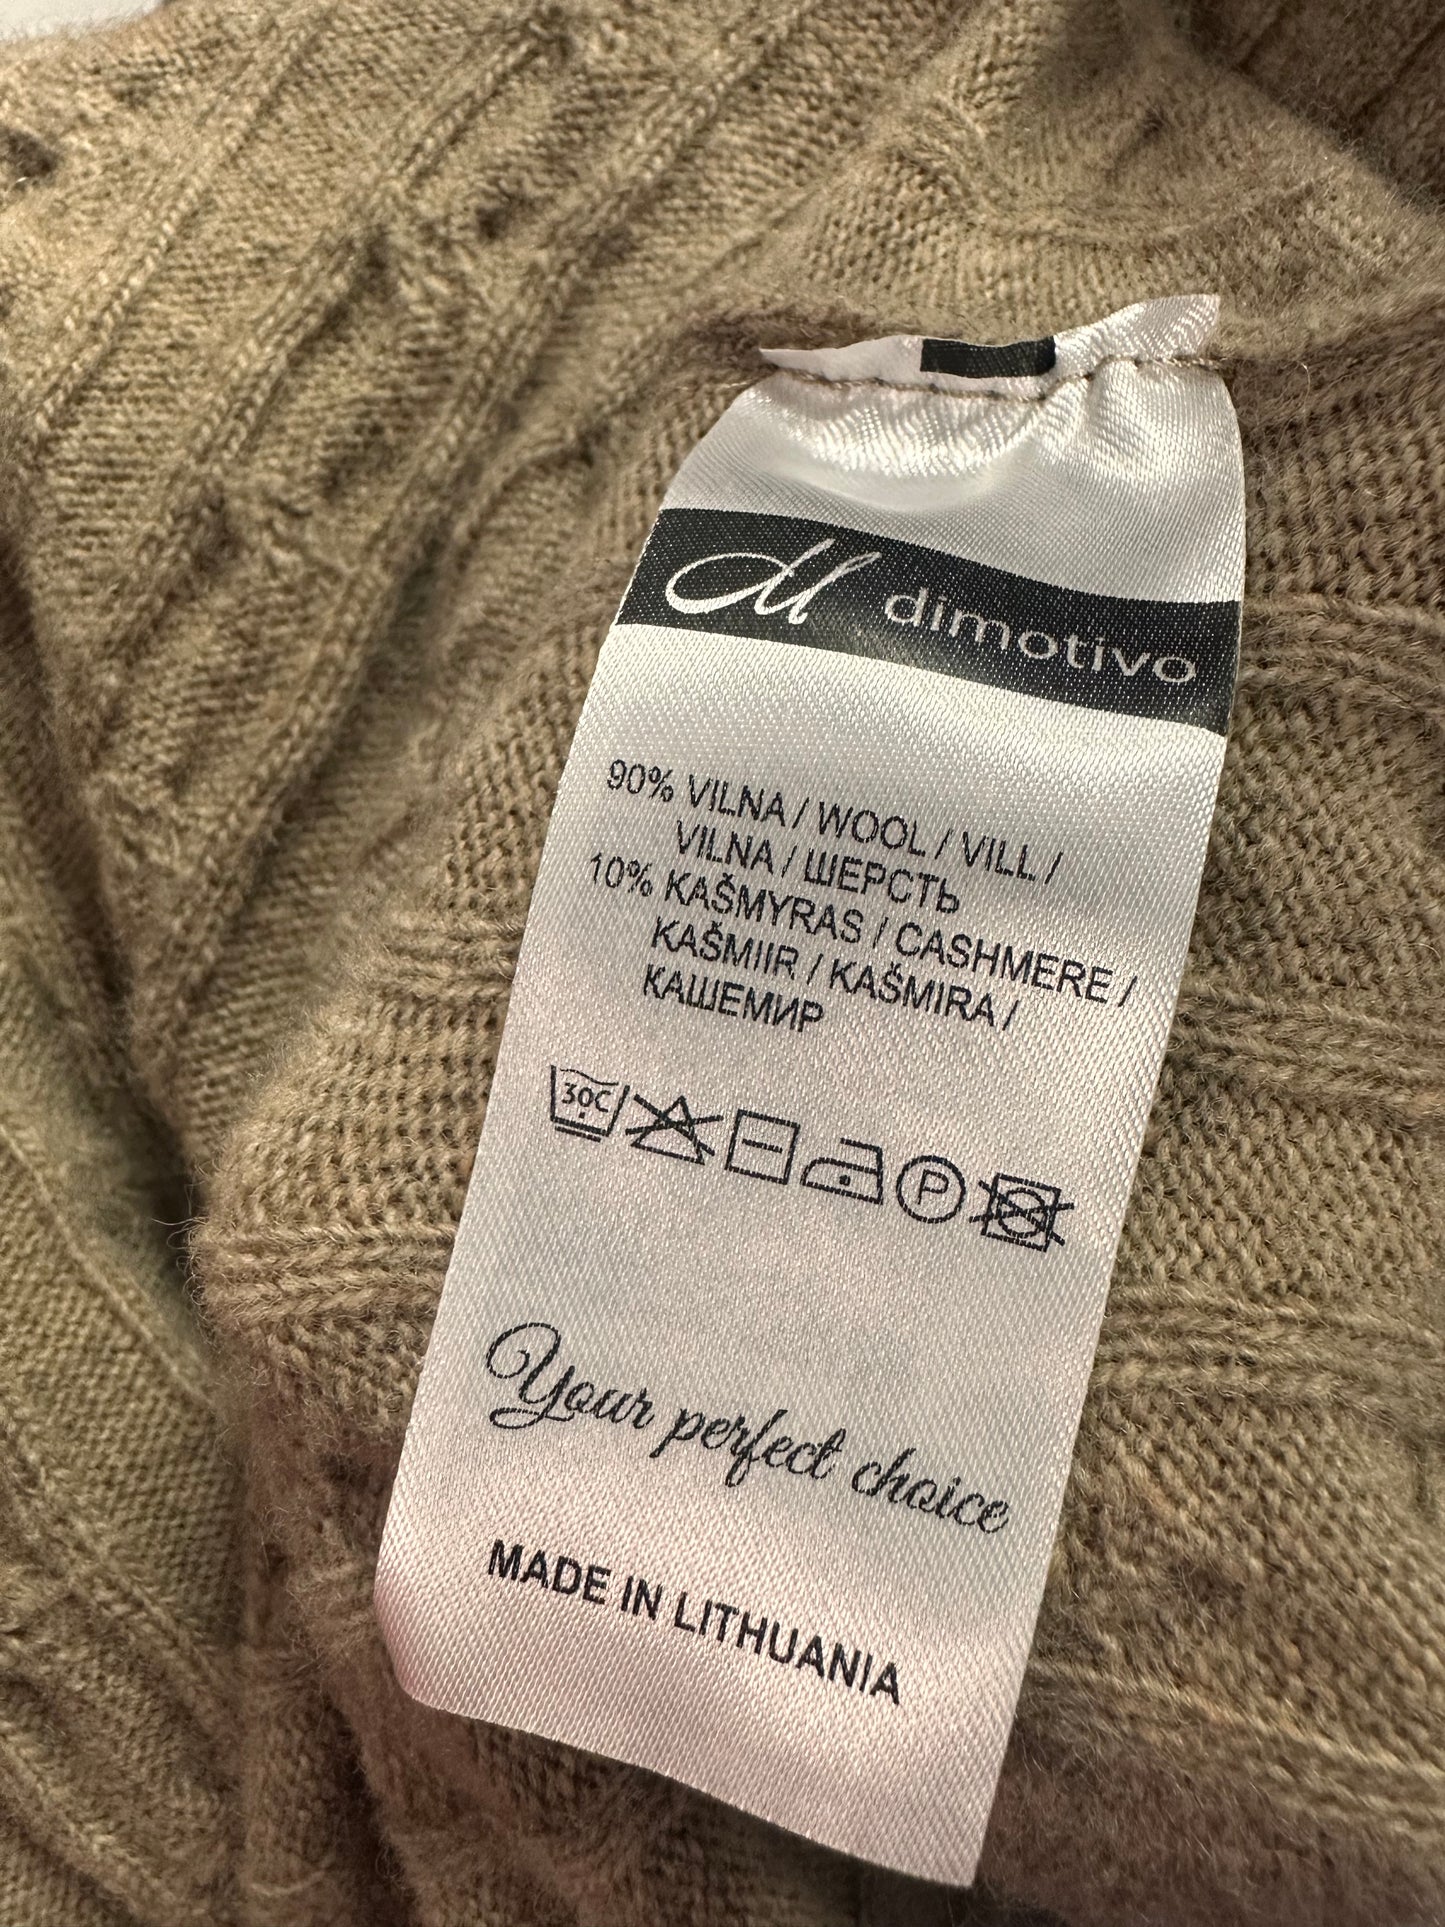 M dimotivo
90% VILNA / WOOL / VILL /
VILNA / ШЕРСТЬ
10% KAŠMYRAS / CASHMERE /
KAŠMIIR / KAŠMIRA /
КАШЕМИР
30C
P
Your perfect choice
MADE IN LITHUANIA